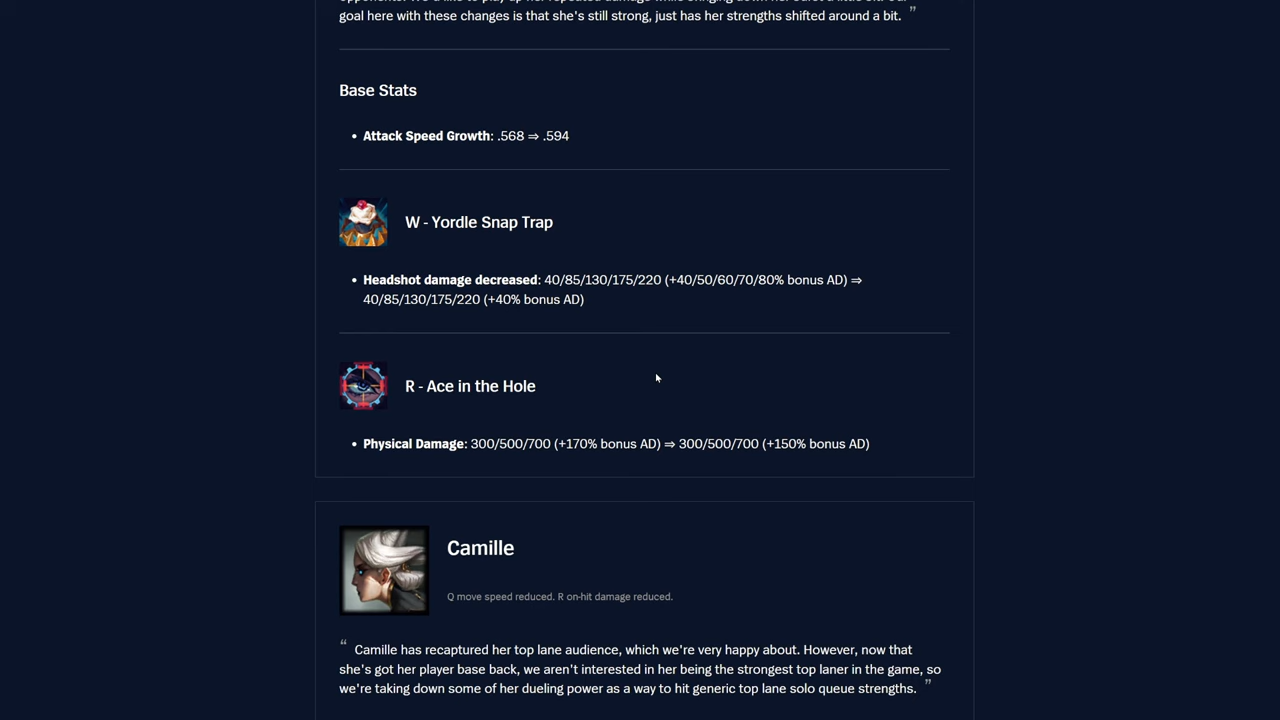 goal here with these changes is that she's still strong, just has her strengths shifted around a bit. ”
Base Stats
• Attack Speed Growth: .568 ⇒ .594
W - Yordle Snap Trap
• Headshot damage decreased: 40/85/130/175/220 (+40/50/60/70/80% bonus AD) ⇒
40/85/130/175/220 (+40% bonus AD)
R - Ace in the Hole
• Physical Damage: 300/500/700 (+170% bonus AD) ⇒ 300/500/700 (+150% bonus AD)
Camille
Q move speed reduced. R on-hit damage reduced.
“ Camille has recaptured her top lane audience, which we're very happy about. However, now that
she's got her player base back, we aren't interested in her being the strongest top laner in the game, so
we're taking down some of her dueling power as a way to hit generic top lane solo queue strengths. ”